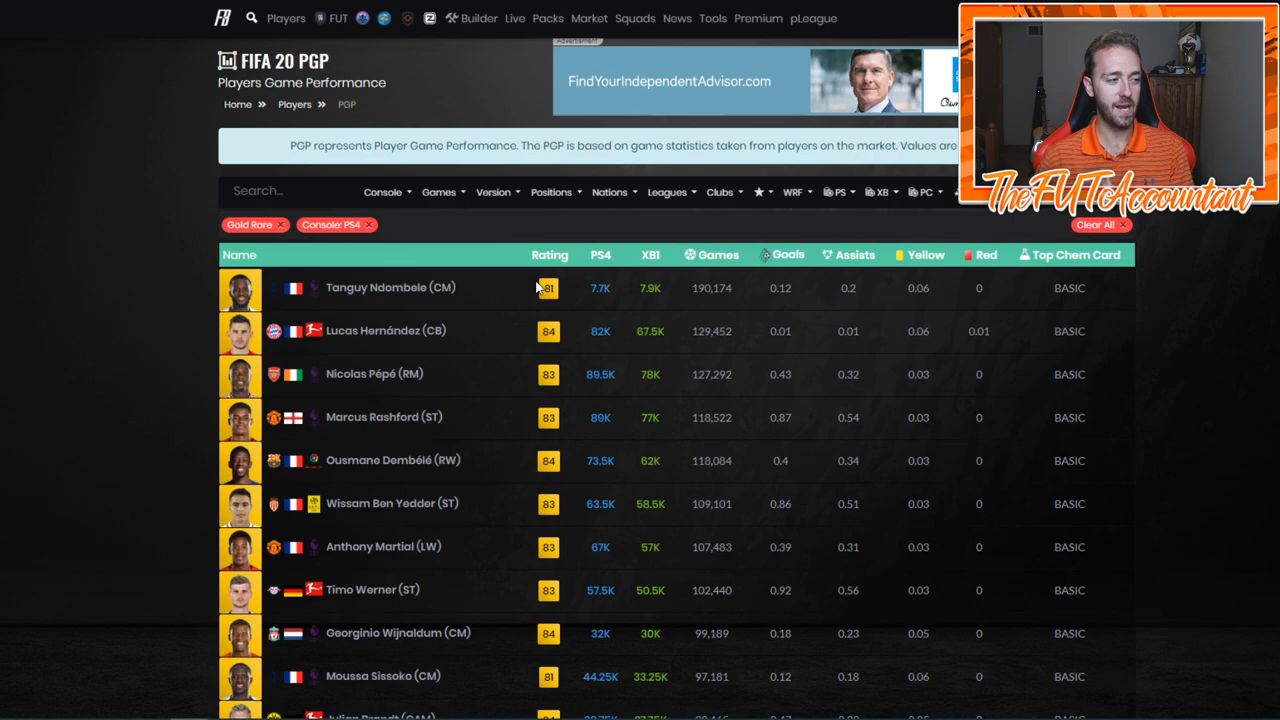 FB Players FUT Z Builder Live Packs Market Squads News Tools Premium pLeague
Advertisement
FIFA 20 PGP
Players Game Performance
FindYourIndependentAdvisor.com
Home » Players » PGP
PGP represents Player Game Performance. The PGP is based on game statistics taken from players on the market. Values are
TheFUTAccountant
Search... Console Games Version Positions Nations Leagues Clubs WRF PS XB PC
Gold Rare × Console: PS4 × Clear All ×
Name Rating PS4 XB1 Games Goals Assists Yellow Red Top Chem Card
Tanguy Ndombele (CM) 81 7.7K 7.9K 190,174 0.12 0.2 0.06 0 BASIC
Lucas Hernández (CB) 84 82K 67.5K 129,452 0.01 0.01 0.06 0.01 BASIC
Nicolas Pépé (RM) 83 89.5K 78K 127,292 0.43 0.32 0.03 0 BASIC
Marcus Rashford (ST) 83 89K 77K 118,522 0.87 0.54 0.03 0 BASIC
Ousmane Dembélé (RW) 84 73.5K 62K 118,084 0.4 0.34 0.03 0 BASIC
Wissam Ben Yedder (ST) 83 63.5K 58.5K 109,101 0.86 0.51 0.03 0 BASIC
Anthony Martial (LW) 83 67K 57K 107,483 0.39 0.31 0.03 0 BASIC
Timo Werner (ST) 83 57.5K 50.5K 102,440 0.92 0.56 0.03 0 BASIC
Georginio Wijnaldum (CM) 84 32K 30K 99,189 0.18 0.23 0.05 0 BASIC
Moussa Sissoko (CM) 81 44.25K 33.25K 97,181 0.12 0.18 0.06 0 BASIC
Julian Brandt (CAM)